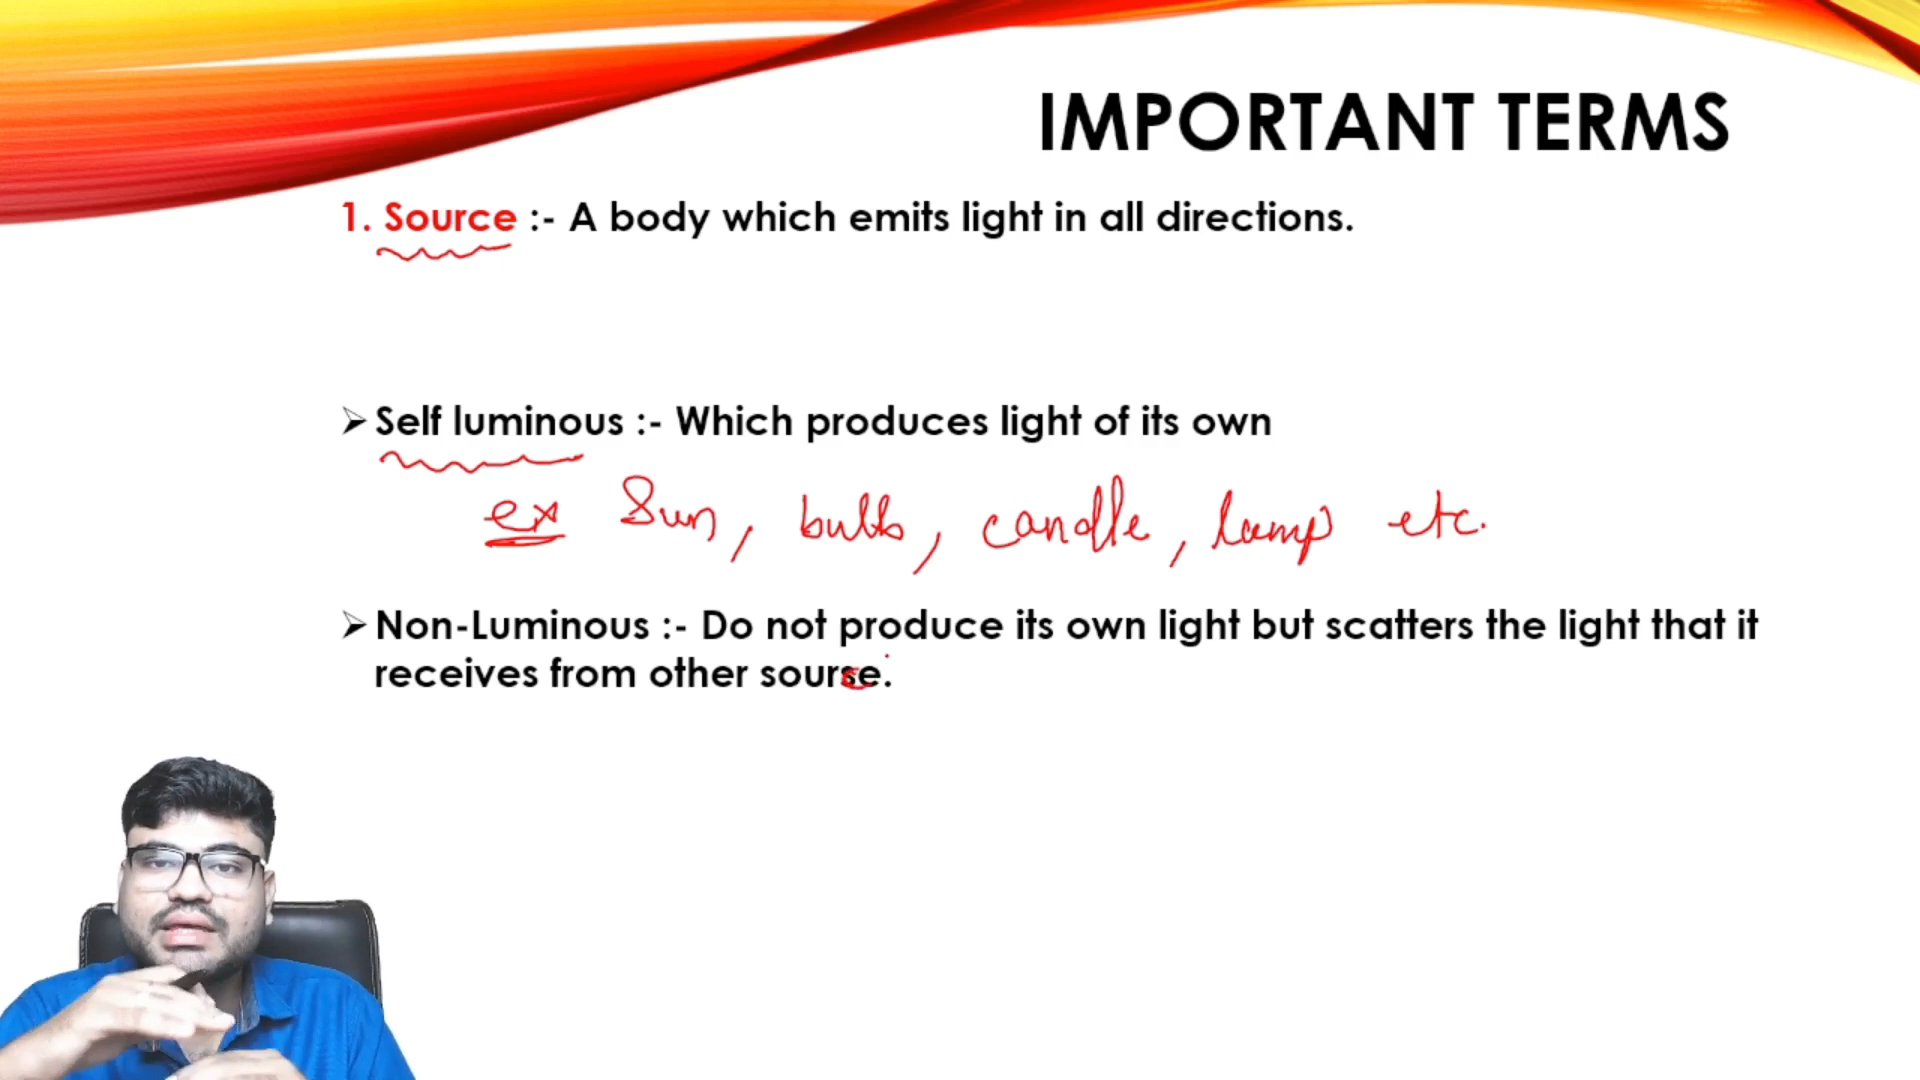 IMPORTANT TERMS
1. Source :- A body which emits light in all directions.
➢ Self luminous :- Which produces light of its own
ex Sun, bulb, candle, lamp etc.
➢ Non-Luminous :- Do not produce its own light but scatters the light that it
receives from other sourse.